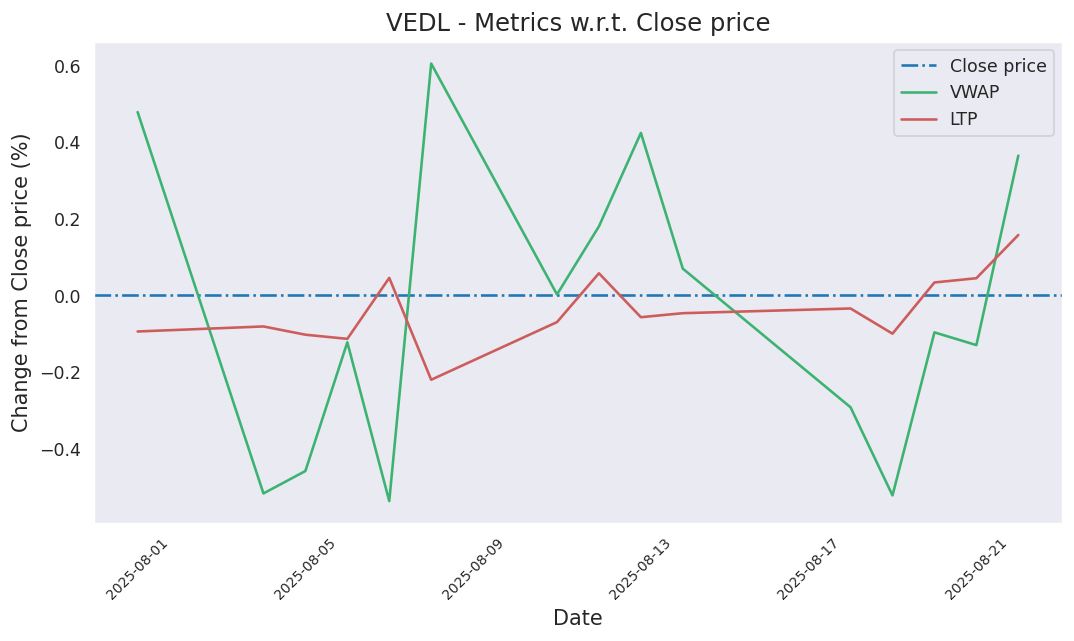 VEDL - Metrics w.r.t. Close price
Change from Close price (%)
0.6
0.4
0.2
0.0
−0.2
−0.4
Close price
VWAP
LTP
2025-08-01
2025-08-05
2025-08-09
2025-08-13
2025-08-17
2025-08-21
Date